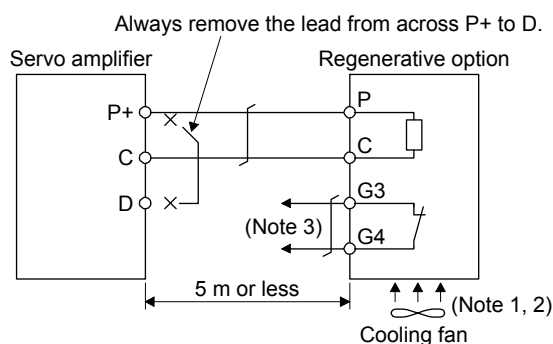 Always remove the lead from across P+ to D.
Servo amplifier
Regenerative option
P+
P
C
C
D
G3
(Note 3)
G4
5 m or less
(Note 1, 2)
Cooling fan